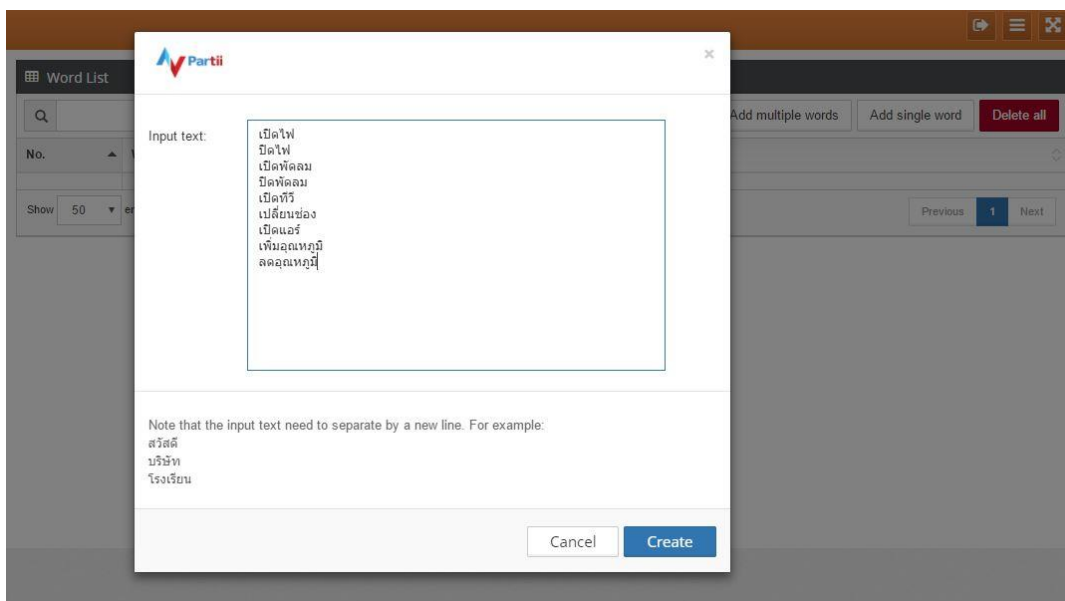 Partii
×
Word List
Add multiple words
Add single word
Delete all
No.
Input text:
เปิดไฟ
ปิดไฟ
เปิดพัดลม
ปิดพัดลม
เปิดทีวี
เปลี่ยนช่อง
เปิดแอร์
เพิ่มอุณหภูมิ
ลดอุณหภูมิ
Show 50
Previous 1 Next
Note that the input text need to separate by a new line. For example:
สวัสดี
บริษัท
โรงเรียน
Cancel
Create